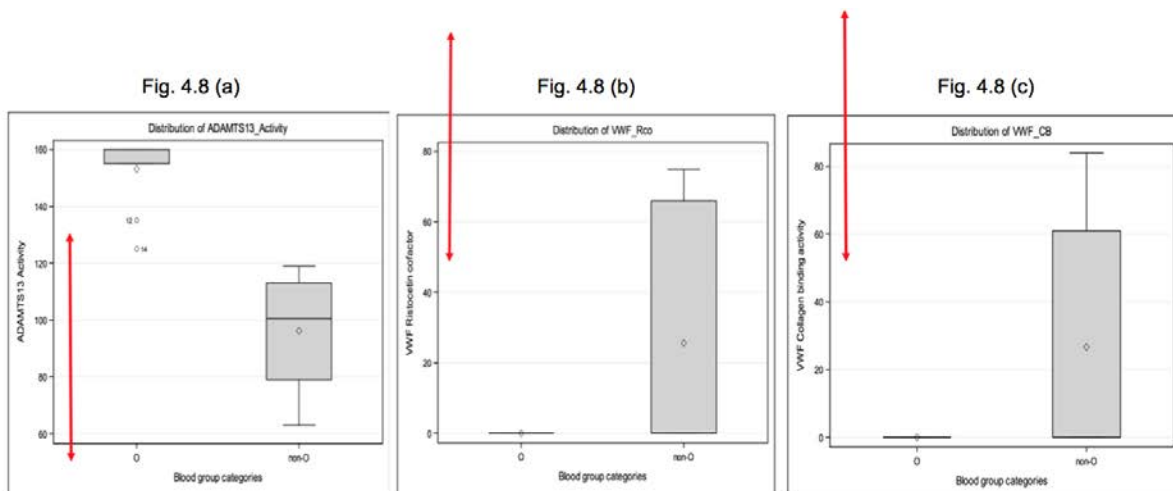 Fig. 4.8 (a)
Distribution of ADAMTS13_Activity
160
140
120
100
80
60
12
14
ADAMTS13 Activity
O
non-O
Blood group categories
Fig. 4.8 (b)
Distribution of VWF_Rco
80
60
40
20
0
VWF Ristocetin cofactor
O
non-O
Blood group categories
Fig. 4.8 (c)
Distribution of VWF_CB
80
60
40
20
0
VWF Collagen binding activity
O
non-O
Blood group categories